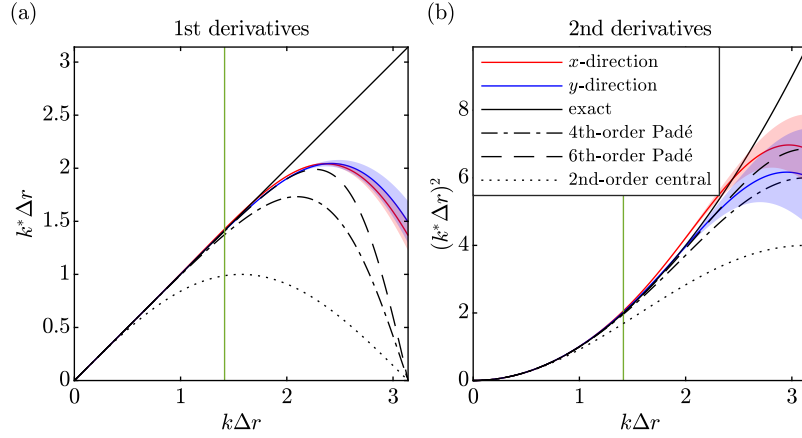 (a)
1st derivatives
3
2.5
2
1.5
1
0.5
0
0
1
2
3
k*Δr
kΔr
(b)
2nd derivatives
8
6
4
2
0
0
1
2
3
(k*Δr)²
kΔr
x-direction
y-direction
exact
4th-order Padé
6th-order Padé
2nd-order central